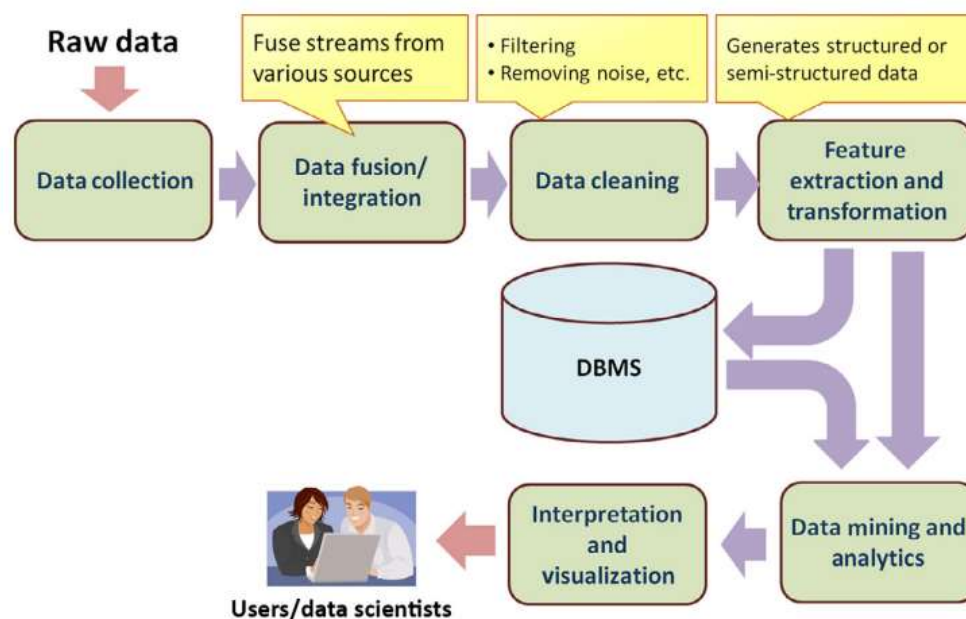 Raw data
Fuse streams from
various sources
• Filtering
• Removing noise, etc.
Generates structured or
semi-structured data
Data collection
Data fusion/
integration
Data cleaning
Feature
extraction and
transformation
DBMS
Users/data scientists
Interpretation
and
visualization
Data mining and
analytics